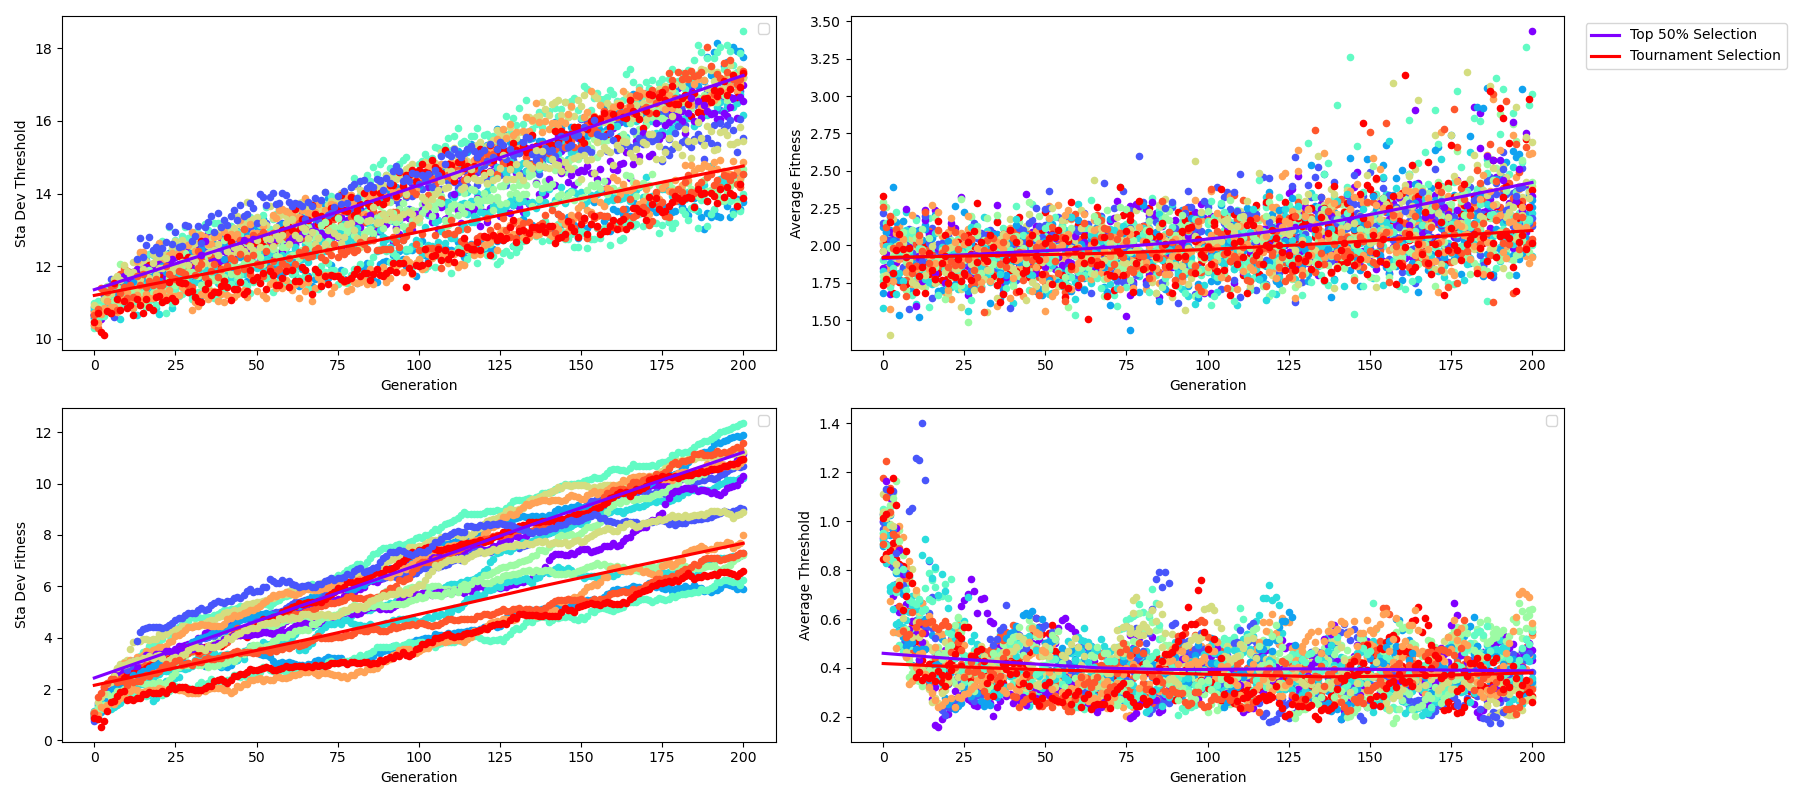 Sta Dev Threshold
18
16
14
12
10
0 25 50 75 100 125 150 175 200
Generation
Average Fitness
3.50
3.25
3.00
2.75
2.50
2.25
2.00
1.75
1.50
0 25 50 75 100 125 150 175 200
Generation
Top 50% Selection
Tournament Selection
Sta Dev Fitness
12
10
8
6
4
2
0
0 25 50 75 100 125 150 175 200
Generation
Average Threshold
1.4
1.2
1.0
0.8
0.6
0.4
0.2
0 25 50 75 100 125 150 175 200
Generation